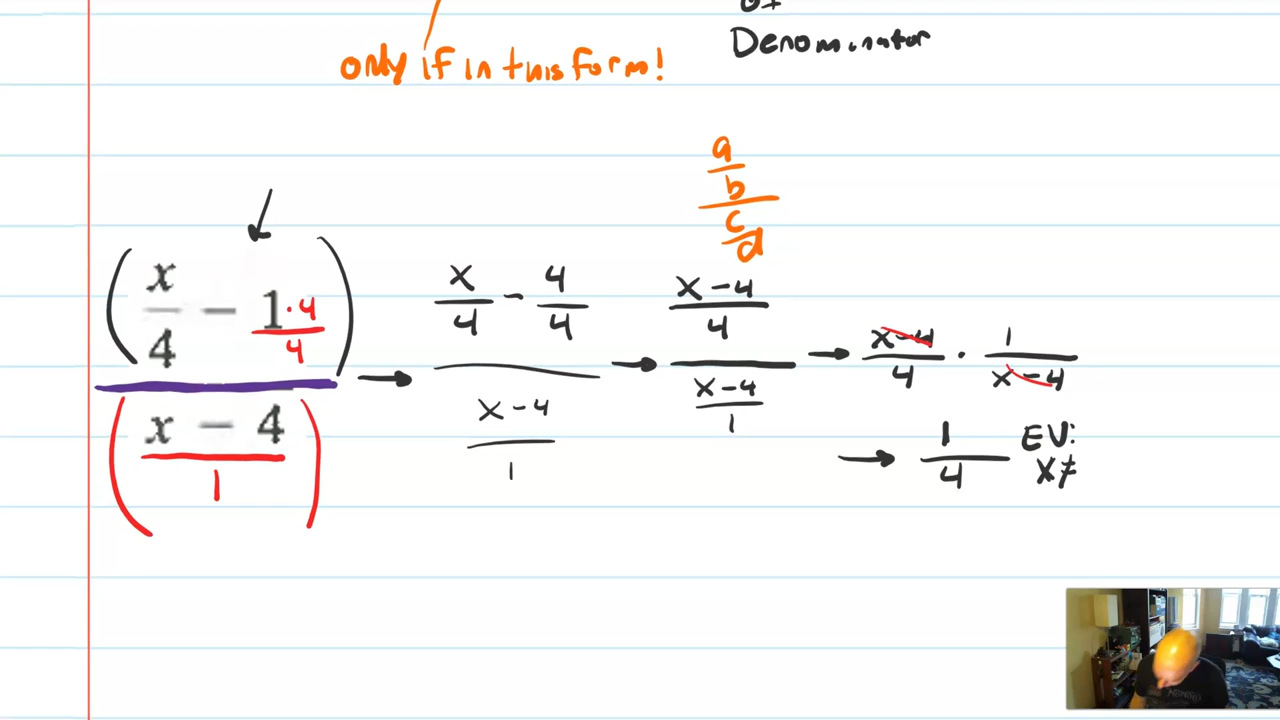 of
Denominator
only if in this form!
a/b
c/d
(x/4 - 1·4/4)
(x - 4/1)
→ x/4 - 4/4
x-4/1
→ x-4/4
x-4/1
→ x-4/4 · 1/x-4
→ 1/4 EV:
x≠